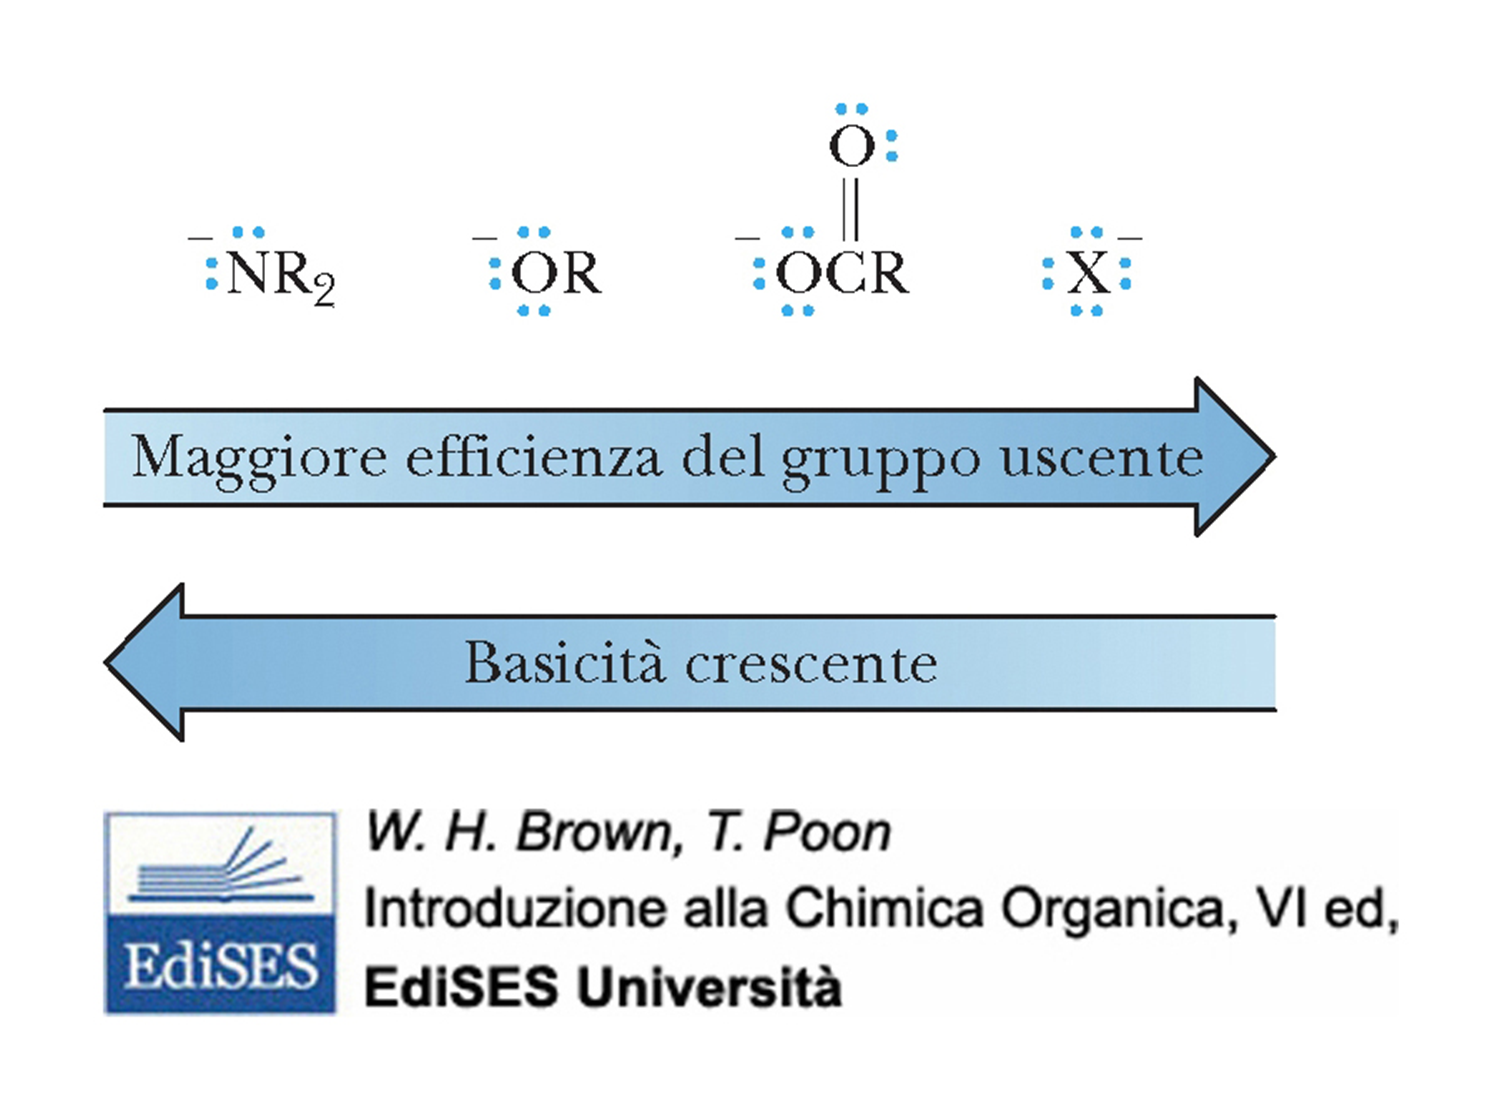 O
⁻NR₂ ⁻OR ⁻OCR X⁻
Maggiore efficienza del gruppo uscente
Basicità crescente
W. H. Brown, T. Poon
Introduzione alla Chimica Organica, VI ed,
EdiSES
EdiSES Università